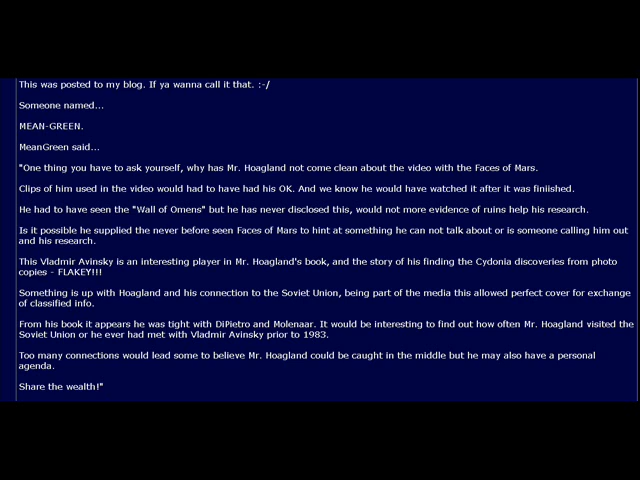 This was posted to my blog. If ya wanna call it that. :-/
Someone named...
MEAN-GREEN.
MeanGreen said...
"One thing you have to ask yourself, why has Mr. Hoagland not come clean about the video with the Faces of Mars.
Clips of him used in the video would had to have had his OK. And we know he would have watched it after it was finiished.
He had to have seen the "Wall of Omens" but he has never disclosed this, would not more evidence of ruins help his research.
Is it possible he supplied the never before seen Faces of Mars to hint at something he can not talk about or is someone calling him out
and his research.
This Vladmir Avinsky is an interesting player in Mr. Hoagland's book, and the story of his finding the Cydonia discoveries from photo
copies - FLAKEY!!!
Something is up with Hoagland and his connection to the Soviet Union, being part of the media this allowed perfect cover for exchange
of classified info.
From his book it appears he was tight with DiPietro and Molenaar. It would be interesting to find out how often Mr. Hoagland visited the
Soviet Union or he ever had met with Vladmir Avinsky prior to 1983.
Too many connections would lead some to believe Mr. Hoagland could be caught in the middle but he may also have a personal
agenda.
Share the wealth!"